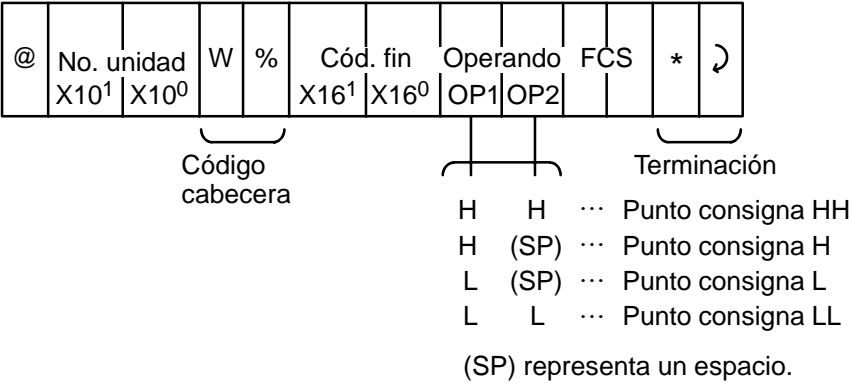 @ No. unidad W % Cód. fin Operando FCS *
X10¹ X10⁰ X16¹ X16⁰ OP1 OP2
Código Terminación
cabecera
H H ··· Punto consigna HH
H (SP) ··· Punto consigna H
L (SP) ··· Punto consigna L
L L ··· Punto consigna LL
(SP) representa un espacio.